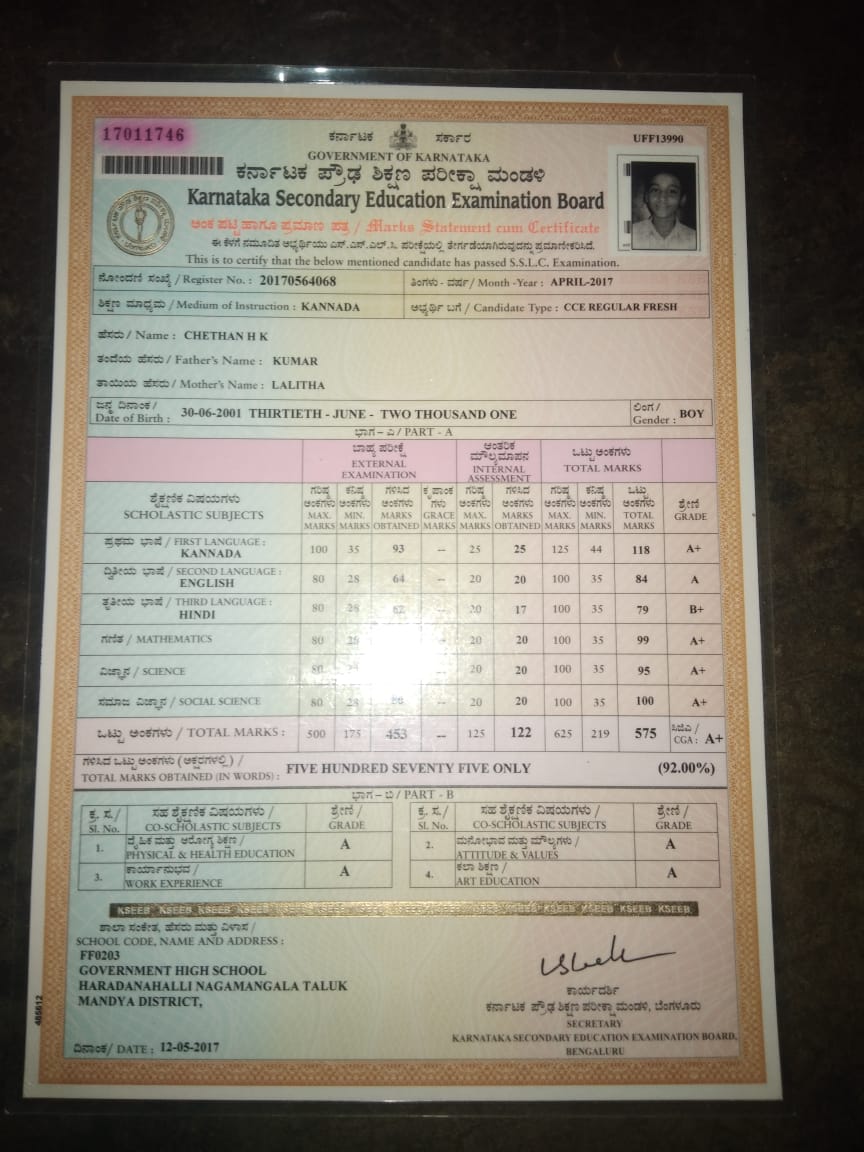 17011746
ಕರ್ನಾಟಕ ಸರ್ಕಾರ
UFF13990
GOVERNMENT OF KARNATAKA
ಕರ್ನಾಟಕ ಪ್ರೌಢ ಶಿಕ್ಷಣ ಪರೀಕ್ಷಾ ಮಂಡಳಿ
Karnataka Secondary Education Examination Board
ಅಂಕ ಪಟ್ಟಿ ಹಾಗೂ ಪ್ರಮಾಣ ಪತ್ರ / Marks Statement cum Certificate
ಈ ಕೆಳಗೆ ನಮೂದಿತ ಅಭ್ಯರ್ಥಿಯು ಎಸ್.ಎಸ್.ಎಲ್.ಸಿ. ಪರೀಕ್ಷೆಯಲ್ಲಿ ತೇರ್ಗಡೆಯಾಗಿರುವುದನ್ನು ಪ್ರಮಾಣೀಕರಿಸಿದೆ.
This is to certify that the below mentioned candidate has passed S.S.L.C. Examination.
ನೋಂದಣಿ ಸಂಖ್ಯೆ / Register No. : 20170564068 ತಿಂಗಳು - ವರ್ಷ / Month -Year : APRIL-2017
ಶಿಕ್ಷಣ ಮಾಧ್ಯಮ / Medium of Instruction : KANNADA ಅಭ್ಯರ್ಥಿ ಬಗೆ / Candidate Type : CCE REGULAR FRESH
ಹೆಸರು / Name : CHETHAN H K
ತಂದೆಯ ಹೆಸರು / Father's Name : KUMAR
ತಾಯಿಯ ಹೆಸರು / Mother's Name : LALITHA
ಜನ್ಮ ದಿನಾಂಕ /
Date of Birth : 30-06-2001 THIRTIETH - JUNE - TWO THOUSAND ONE
ಲಿಂಗ /
Gender : BOY
ಭಾಗ – ಎ / PART - A
ಬಾಹ್ಯ ಪರೀಕ್ಷೆ
EXTERNAL
EXAMINATION
ಆಂತರಿಕ
ಮೌಲ್ಯಮಾಪನ
INTERNAL
ASSESSMENT
ಒಟ್ಟು ಅಂಕಗಳು
TOTAL MARKS
ಶೈಕ್ಷಣಿಕ ವಿಷಯಗಳು
SCHOLASTIC SUBJECTS
ಗರಿಷ್ಠ ಅಂಕಗಳು MAX. MARKS
ಕನಿಷ್ಠ ಅಂಕಗಳು MIN. MARKS
ಗಳಿಸಿದ ಅಂಕಗಳು MARKS OBTAINED
ಕೃಪಾಂಕ ಗಳು GRACE MARKS
ಗರಿಷ್ಠ ಅಂಕಗಳು MAX. MARKS
ಗಳಿಸಿದ ಅಂಕಗಳು MARKS OBTAINED
ಗರಿಷ್ಠ ಅಂಕಗಳು MAX. MARKS
ಕನಿಷ್ಠ ಅಂಕಗಳು MIN. MARKS
ಒಟ್ಟು ಅಂಕಗಳು TOTAL MARKS
ಶ್ರೇಣಿ GRADE
ಪ್ರಥಮ ಭಾಷೆ / FIRST LANGUAGE :
KANNADA 100 35 93 -- 25 25 125 44 118 A+
ದ್ವಿತೀಯ ಭಾಷೆ / SECOND LANGUAGE :
ENGLISH 80 28 64 -- 20 20 100 35 84 A
ತೃತೀಯ ಭಾಷೆ / THIRD LANGUAGE :
HINDI 80 28 62 20 17 100 35 79 B+
ಗಣಿತ / MATHEMATICS 80 20 20 100 35 99 A+
ವಿಜ್ಞಾನ / SCIENCE 80 20 20 100 35 95 A+
ಸಮಾಜ ವಿಜ್ಞಾನ / SOCIAL SCIENCE 80 28 -- 20 20 100 35 100 A+
ಒಟ್ಟು ಅಂಕಗಳು / TOTAL MARKS : 500 175 453 -- 125 122 625 219 575 ಸಿಜಿಎ / CGA : A+
ಗಳಿಸಿದ ಒಟ್ಟು ಅಂಕಗಳು (ಅಕ್ಷರಗಳಲ್ಲಿ) /
TOTAL MARKS OBTAINED (IN WORDS) : FIVE HUNDRED SEVENTY FIVE ONLY (92.00%)
ಭಾಗ – ಬಿ / PART - B
ಕ್ರ. ಸ. / ಸಹ ಶೈಕ್ಷಣಿಕ ವಿಷಯಗಳು / ಶ್ರೇಣಿ / ಕ್ರ. ಸ. / ಸಹ ಶೈಕ್ಷಣಿಕ ವಿಷಯಗಳು / ಶ್ರೇಣಿ /
Sl. No. CO-SCHOLASTIC SUBJECTS GRADE Sl. No. CO-SCHOLASTIC SUBJECTS GRADE
1. ದೈಹಿಕ ಮತ್ತು ಆರೋಗ್ಯ ಶಿಕ್ಷಣ / A 2. ಮನೋಭಾವ ಮತ್ತು ಮೌಲ್ಯಗಳು / A
PHYSICAL & HEALTH EDUCATION ATTITUDE & VALUES
3. ಕಾರ್ಯಾನುಭವ / A 4. ಕಲಾ ಶಿಕ್ಷಣ / A
WORK EXPERIENCE ART EDUCATION
KSEEB KSEEB KSEEB KSEEB KSEEB KSEEB KSEEB
ಶಾಲಾ ಸಂಕೇತ, ಹೆಸರು ಮತ್ತು ವಿಳಾಸ /
SCHOOL CODE, NAME AND ADDRESS :
FF0203
GOVERNMENT HIGH SCHOOL
HARADANAHALLI NAGAMANGALA TALUK
MANDYA DISTRICT,
485612
ದಿನಾಂಕ / DATE : 12-05-2017
ಕಾರ್ಯದರ್ಶಿ
ಕರ್ನಾಟಕ ಪ್ರೌಢ ಶಿಕ್ಷಣ ಪರೀಕ್ಷಾ ಮಂಡಳಿ, ಬೆಂಗಳೂರು
SECRETARY
KARNATAKA SECONDARY EDUCATION EXAMINATION BOARD,
BENGALURU